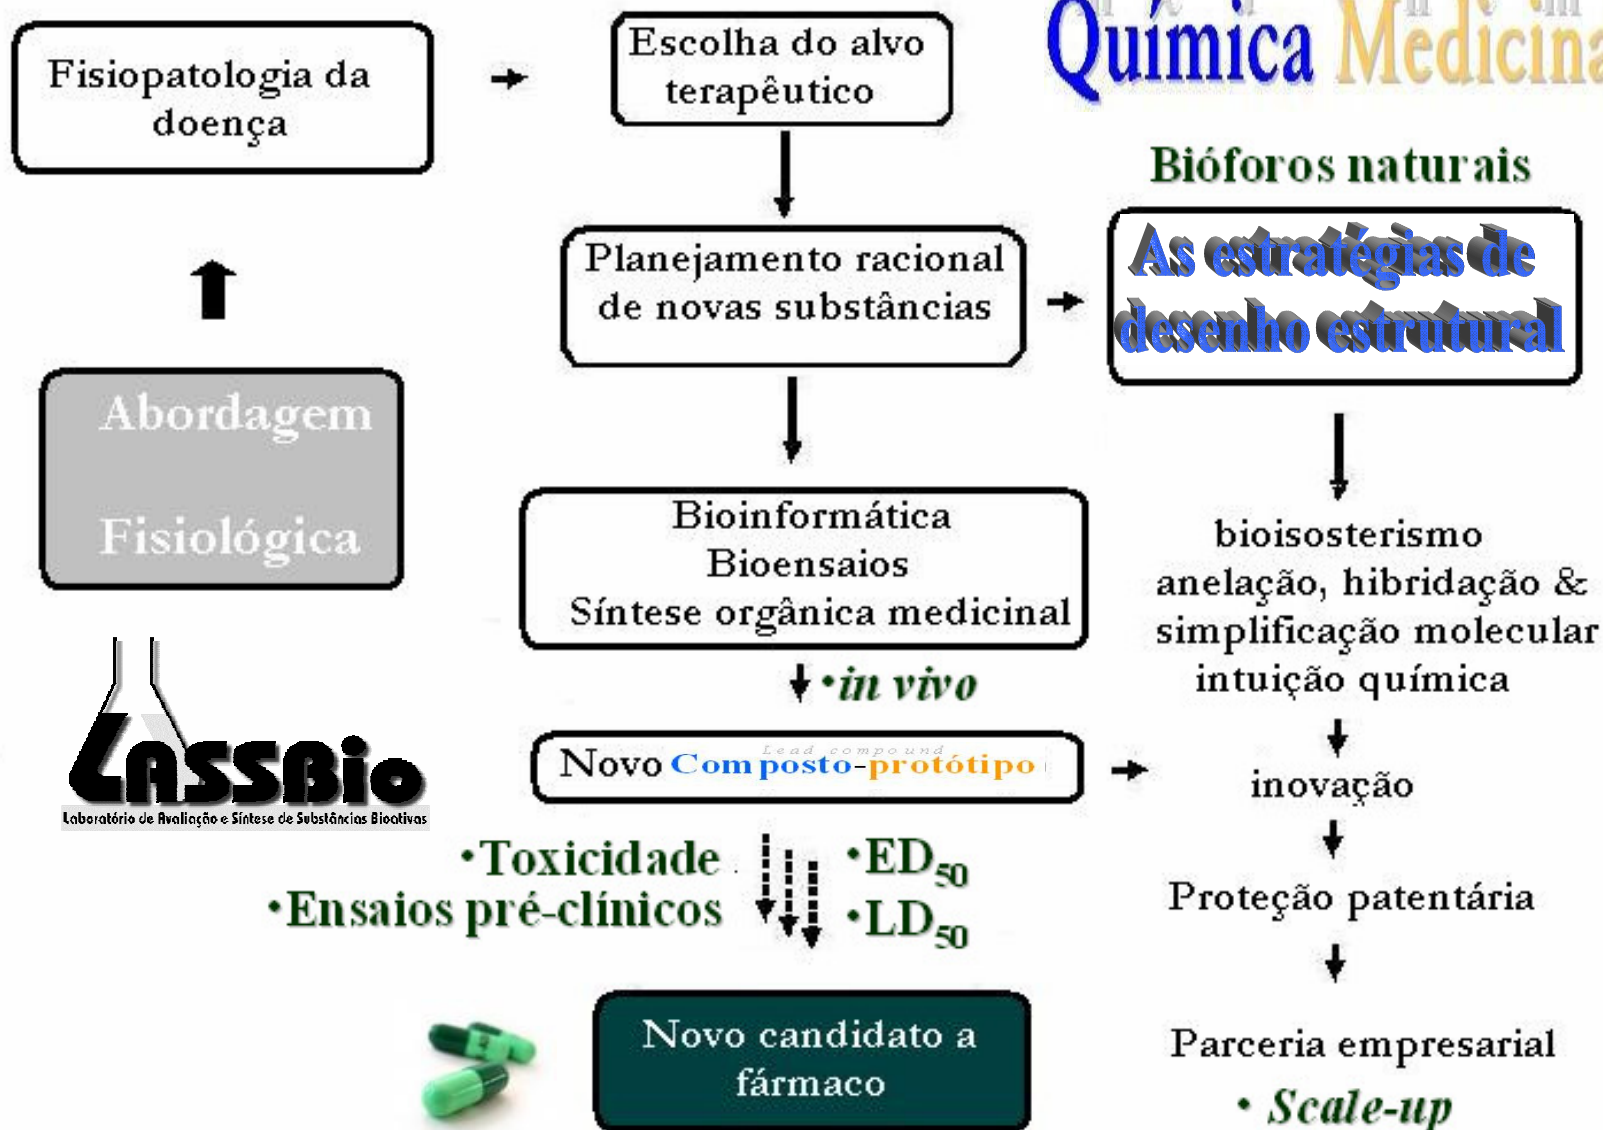 Química Medicina
Fisiopatologia da
doença
Escolha do alvo
terapêutico
Bióforos naturais
Planejamento racional
de novas substâncias
As estratégias de
desenho estrutural
Abordagem
Fisiológica
Bioinformática
Bioensaios
Síntese orgânica medicinal
bioisosterismo
anelação, hibridação &
simplificação molecular
intuição química
•in vivo
LASSBio
Laboratório de Avaliação e Síntese de Substâncias Bioativas
Lead compound
Novo Composto-protótipo
inovação
•Toxicidade
•Ensaios pré-clínicos
•ED50
•LD50
Proteção patentária
Novo candidato a
fármaco
Parceria empresarial
• Scale-up